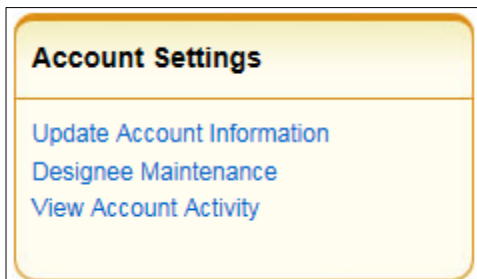 Account Settings
Update Account Information
Designee Maintenance
View Account Activity